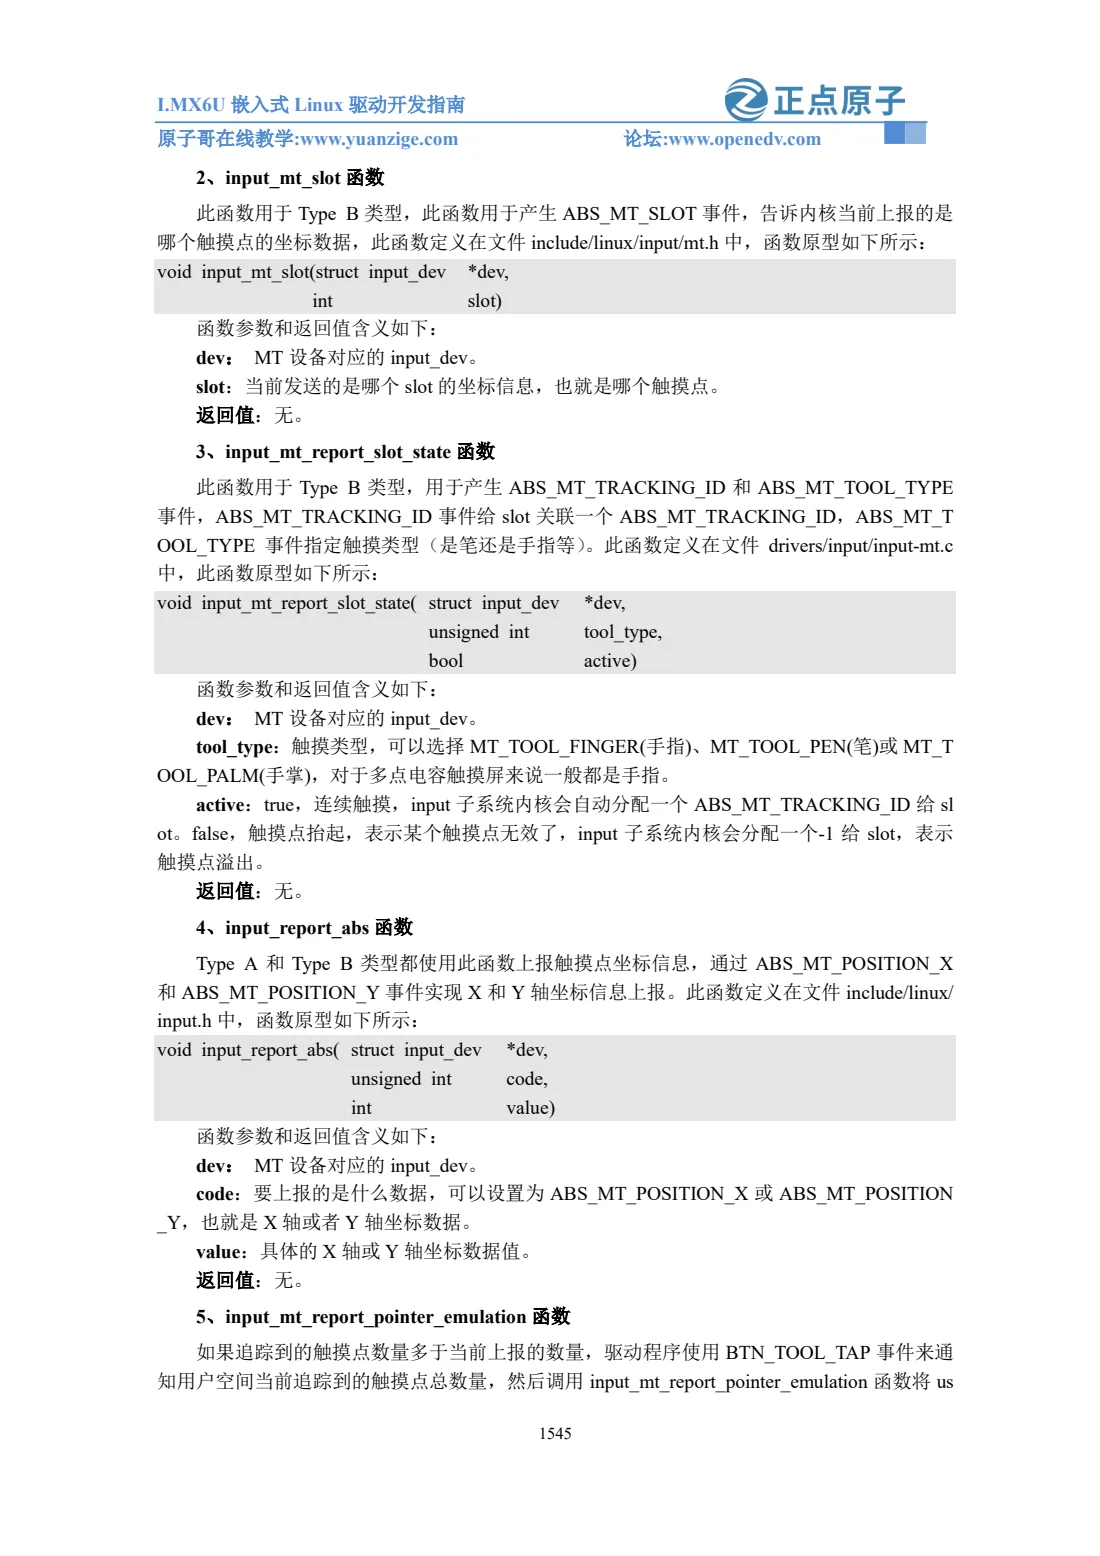 I.MX6U 嵌入式 Linux 驱动开发指南
正点原子
原子哥在线教学:www.yuanzige.com 论坛:www.openedv.com
2、input_mt_slot 函数
此函数用于 Type B 类型，此函数用于产生 ABS_MT_SLOT 事件，告诉内核当前上报的是
哪个触摸点的坐标数据，此函数定义在文件 include/linux/input/mt.h 中，函数原型如下所示：
void input_mt_slot(struct input_dev *dev,
int slot)
函数参数和返回值含义如下：
dev： MT 设备对应的 input_dev。
slot：当前发送的是哪个 slot 的坐标信息，也就是哪个触摸点。
返回值：无。
3、input_mt_report_slot_state 函数
此函数用于 Type B 类型，用于产生 ABS_MT_TRACKING_ID 和 ABS_MT_TOOL_TYPE
事件，ABS_MT_TRACKING_ID 事件给 slot 关联一个 ABS_MT_TRACKING_ID，ABS_MT_T
OOL_TYPE 事件指定触摸类型（是笔还是手指等）。此函数定义在文件 drivers/input/input-mt.c
中，此函数原型如下所示：
void input_mt_report_slot_state( struct input_dev *dev,
unsigned int tool_type,
bool active)
函数参数和返回值含义如下：
dev： MT 设备对应的 input_dev。
tool_type：触摸类型，可以选择 MT_TOOL_FINGER(手指)、MT_TOOL_PEN(笔)或 MT_T
OOL_PALM(手掌)，对于多点电容触摸屏来说一般都是手指。
active：true，连续触摸，input 子系统内核会自动分配一个 ABS_MT_TRACKING_ID 给 sl
ot。false，触摸点抬起，表示某个触摸点无效了，input 子系统内核会分配一个-1 给 slot，表示
触摸点溢出。
返回值：无。
4、input_report_abs 函数
Type A 和 Type B 类型都使用此函数上报触摸点坐标信息，通过 ABS_MT_POSITION_X
和 ABS_MT_POSITION_Y 事件实现 X 和 Y 轴坐标信息上报。此函数定义在文件 include/linux/
input.h 中，函数原型如下所示：
void input_report_abs( struct input_dev *dev,
unsigned int code,
int value)
函数参数和返回值含义如下：
dev： MT 设备对应的 input_dev。
code：要上报的是什么数据，可以设置为 ABS_MT_POSITION_X 或 ABS_MT_POSITION
_Y，也就是 X 轴或者 Y 轴坐标数据。
value：具体的 X 轴或 Y 轴坐标数据值。
返回值：无。
5、input_mt_report_pointer_emulation 函数
如果追踪到的触摸点数量多于当前上报的数量，驱动程序使用 BTN_TOOL_TAP 事件来通
知用户空间当前追踪到的触摸点总数量，然后调用 input_mt_report_pointer_emulation 函数将 us
1545